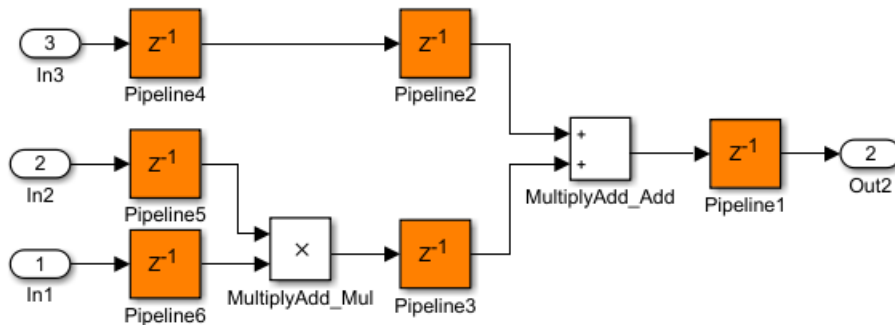 3
In3
Z-1
Pipeline4
Z-1
Pipeline2
2
In2
Z-1
Pipeline5
1
In1
Z-1
Pipeline6
×
MultiplyAdd_Mul
Z-1
Pipeline3
+
+
MultiplyAdd_Add
Z-1
Pipeline1
2
Out2